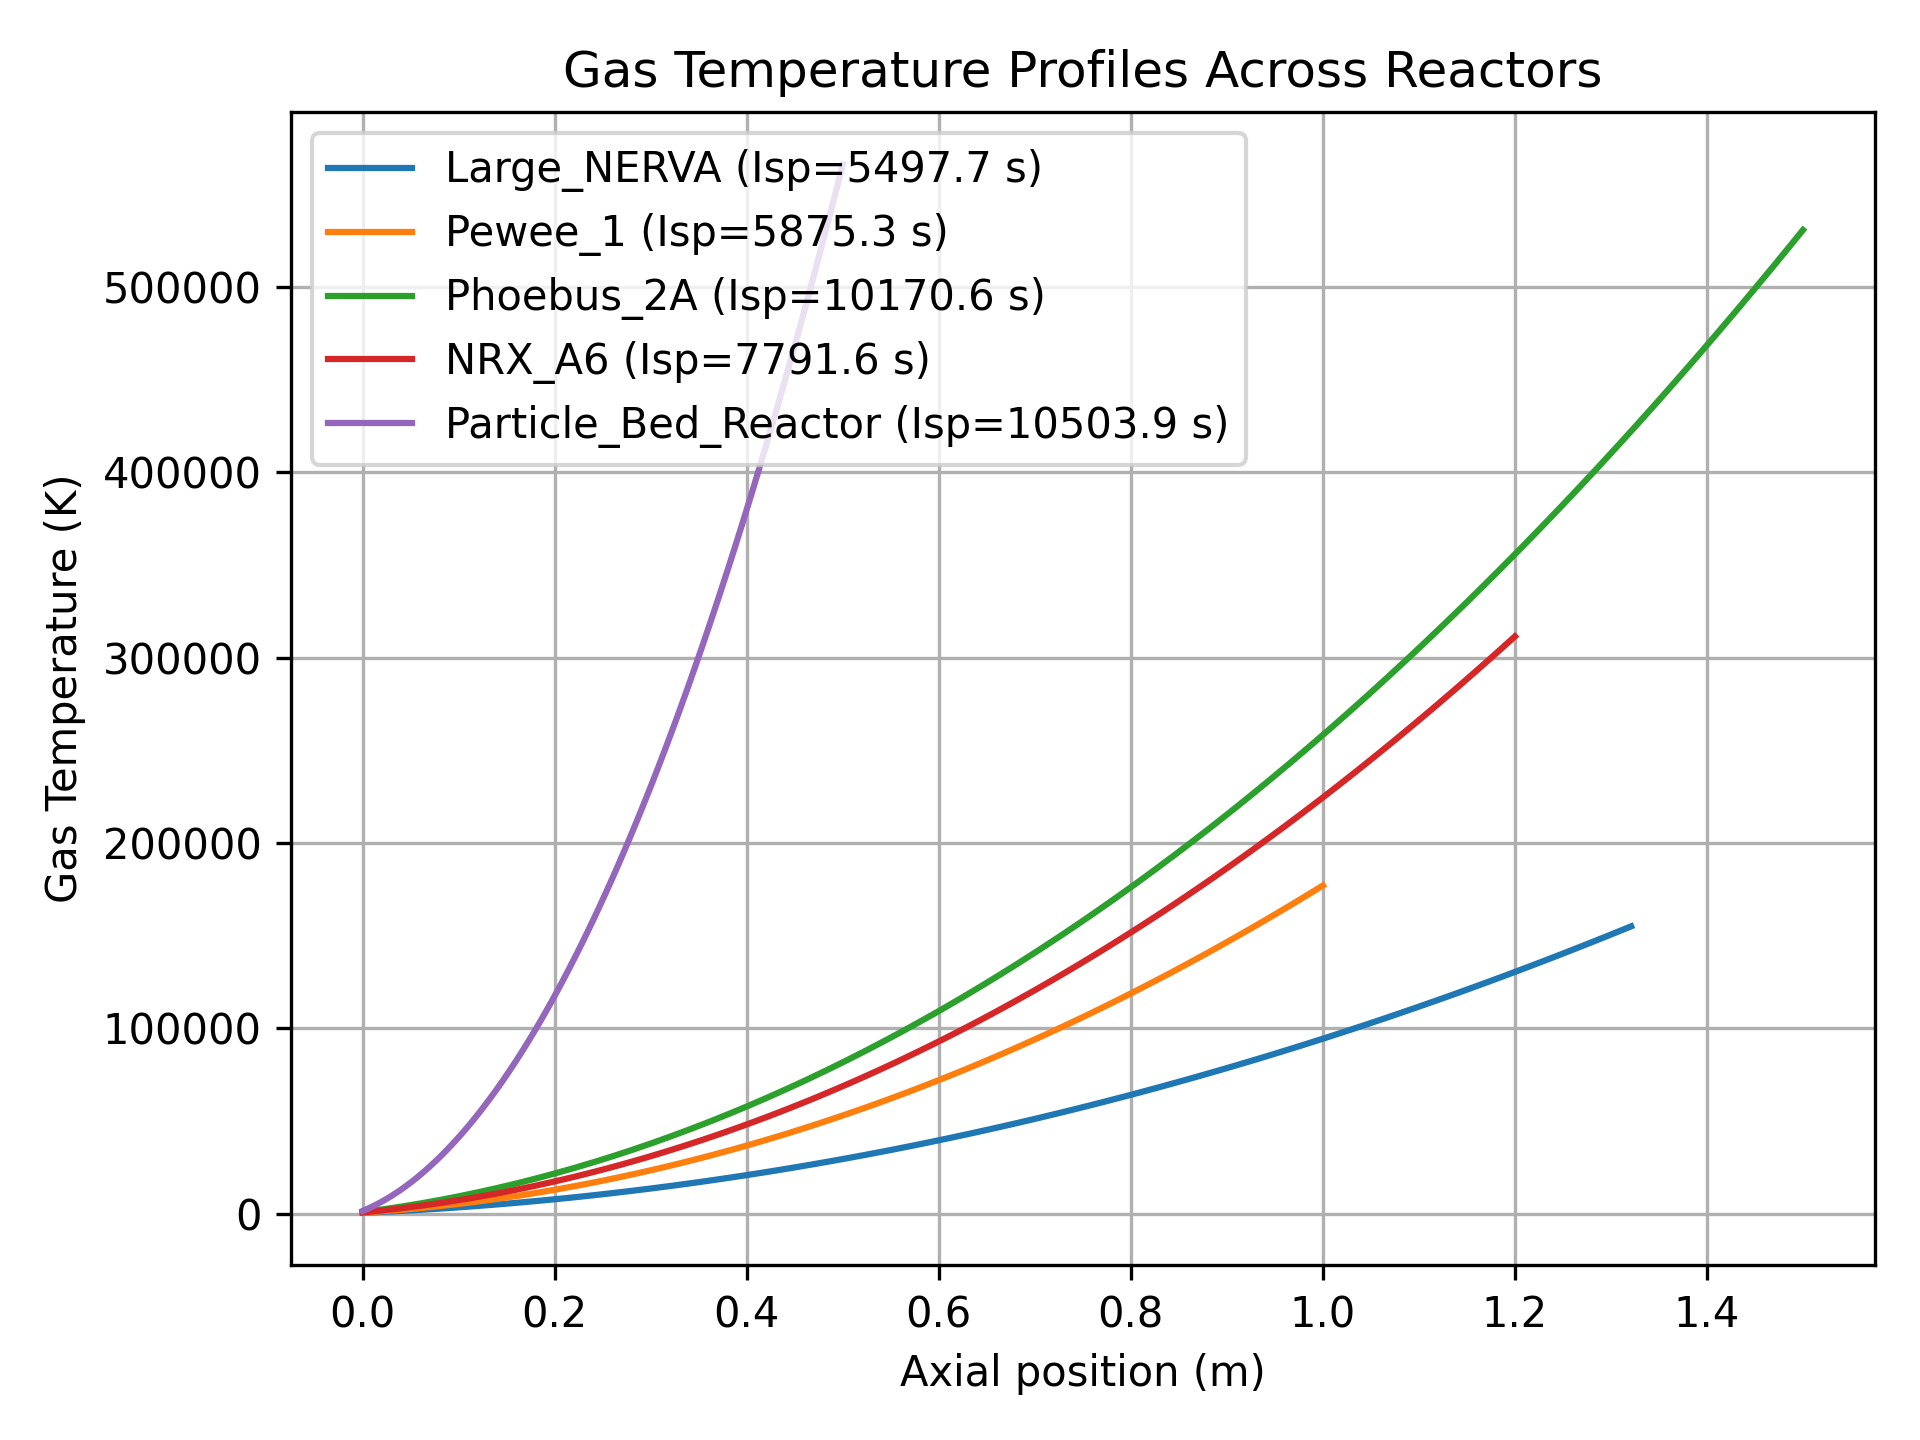 Gas Temperature Profiles Across Reactors
Large_NERVA (Isp=5497.7 s)
Pewee_1 (Isp=5875.3 s)
Phoebus_2A (Isp=10170.6 s)
NRX_A6 (Isp=7791.6 s)
Particle_Bed_Reactor (Isp=10503.9 s)
Gas Temperature (K)
500000
400000
300000
200000
100000
0
0.0 0.2 0.4 0.6 0.8 1.0 1.2 1.4
Axial position (m)